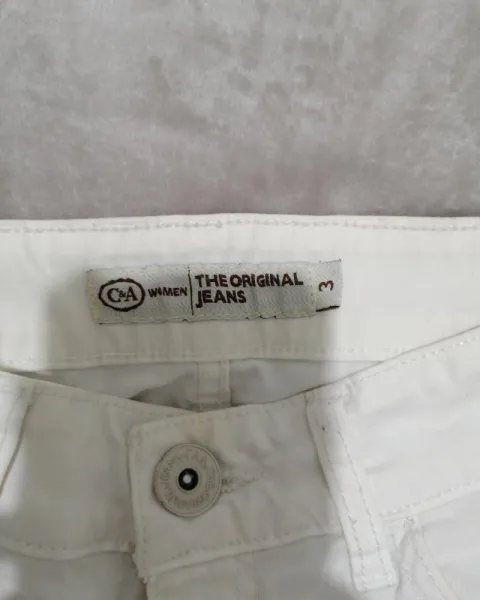 C&A WOMEN
THE ORIGINAL
JEANS
3